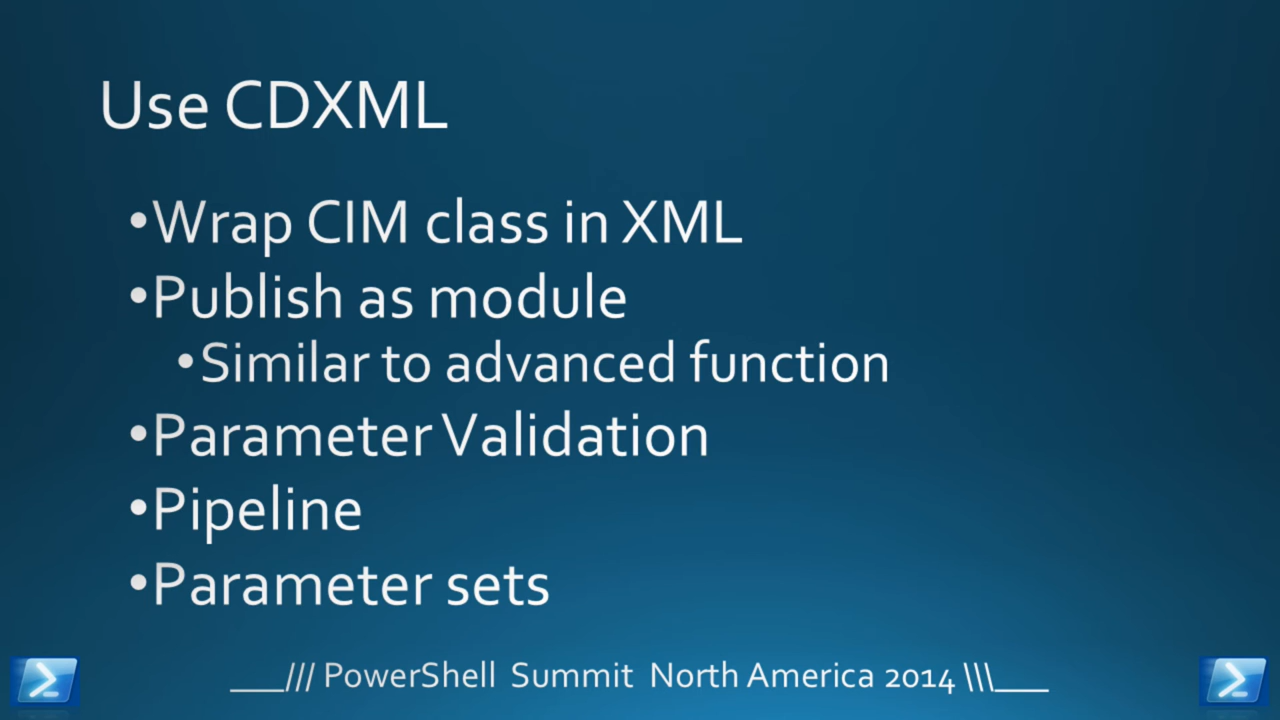 Use CDXML
•Wrap CIM class in XML
•Publish as module
•Similar to advanced function
•Parameter Validation
•Pipeline
•Parameter sets
___/// PowerShell Summit North America 2014 \\\___